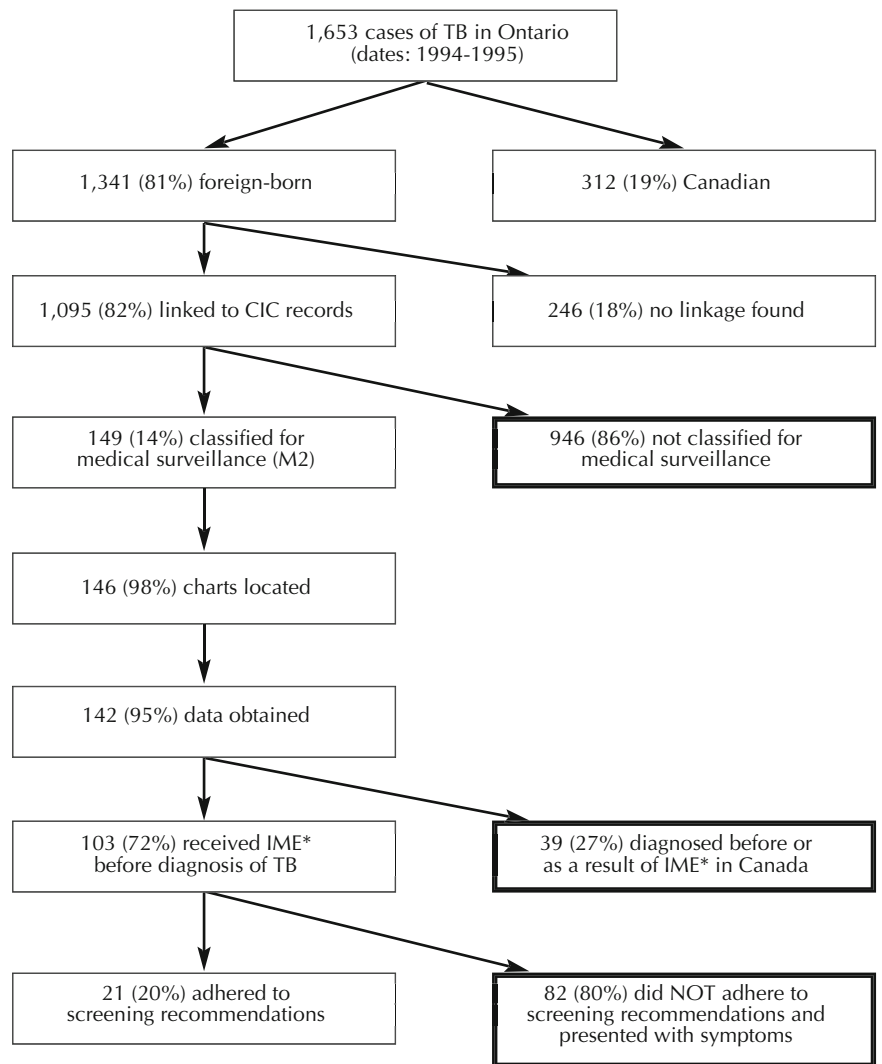 1,653 cases of TB in Ontario
(dates: 1994-1995)
1,341 (81%) foreign-born
312 (19%) Canadian
1,095 (82%) linked to CIC records
246 (18%) no linkage found
149 (14%) classified for
medical surveillance (M2)
946 (86%) not classified for
medical surveillance
146 (98%) charts located
142 (95%) data obtained
103 (72%) received IME*
before diagnosis of TB
39 (27%) diagnosed before or
as a result of IME* in Canada
21 (20%) adhered to
screening recommendations
82 (80%) did NOT adhere to
screening recommendations and
presented with symptoms